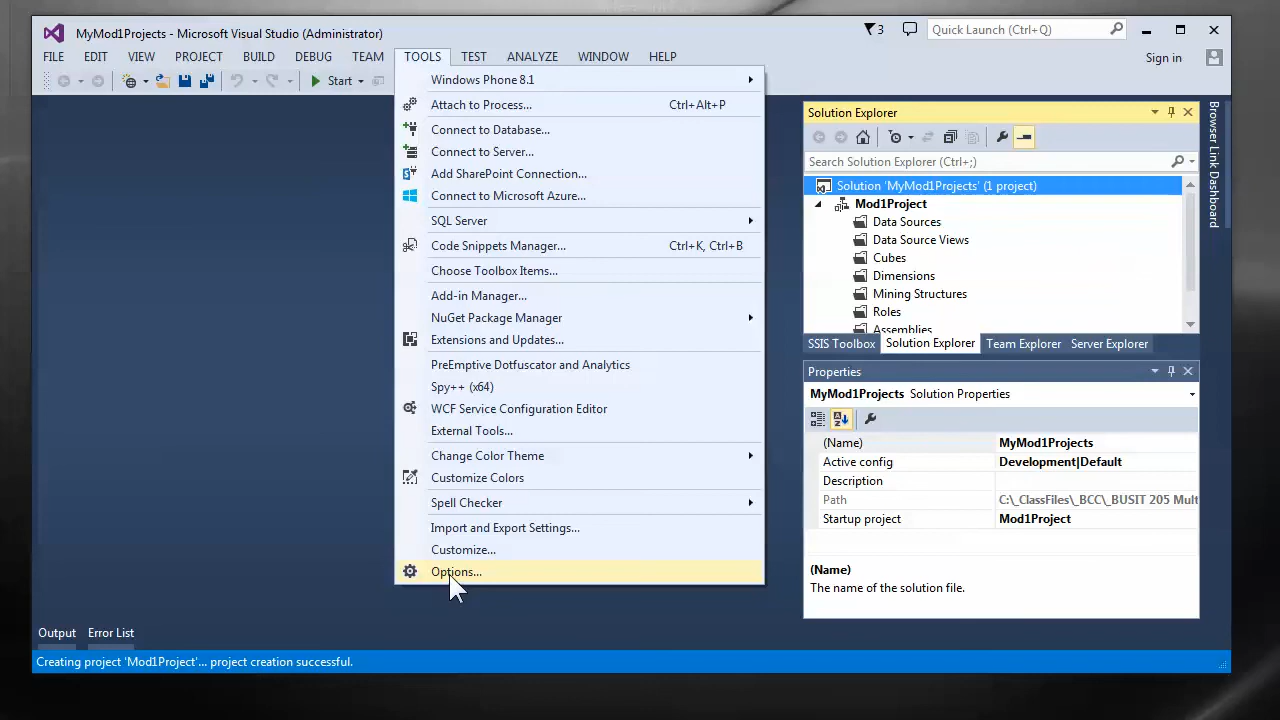 MyMod1Projects - Microsoft Visual Studio (Administrator)
3
Quick Launch (Ctrl+Q)
FILE EDIT VIEW PROJECT BUILD DEBUG TEAM TOOLS TEST ANALYZE WINDOW HELP
Sign in
Start
Windows Phone 8.1
Attach to Process... Ctrl+Alt+P
Connect to Database...
Connect to Server...
Add SharePoint Connection...
Connect to Microsoft Azure...
SQL Server
Code Snippets Manager... Ctrl+K, Ctrl+B
Choose Toolbox Items...
Add-in Manager...
NuGet Package Manager
Extensions and Updates...
PreEmptive Dotfuscator and Analytics
Spy++ (x64)
WCF Service Configuration Editor
External Tools...
Change Color Theme
Customize Colors
Spell Checker
Import and Export Settings...
Customize...
Options...
Solution Explorer
Search Solution Explorer (Ctrl+;)
Solution 'MyMod1Projects' (1 project)
Mod1Project
Data Sources
Data Source Views
Cubes
Dimensions
Mining Structures
Roles
Assemblies
SSIS Toolbox Solution Explorer Team Explorer Server Explorer
Browser Link Dashboard
Properties
MyMod1Projects Solution Properties
(Name) MyMod1Projects
Active config Development|Default
Description
Path C:\_ClassFiles\_BCC\_BUSIT 205 Mult
Startup project Mod1Project
(Name)
The name of the solution file.
Output Error List
Creating project 'Mod1Project'... project creation successful.